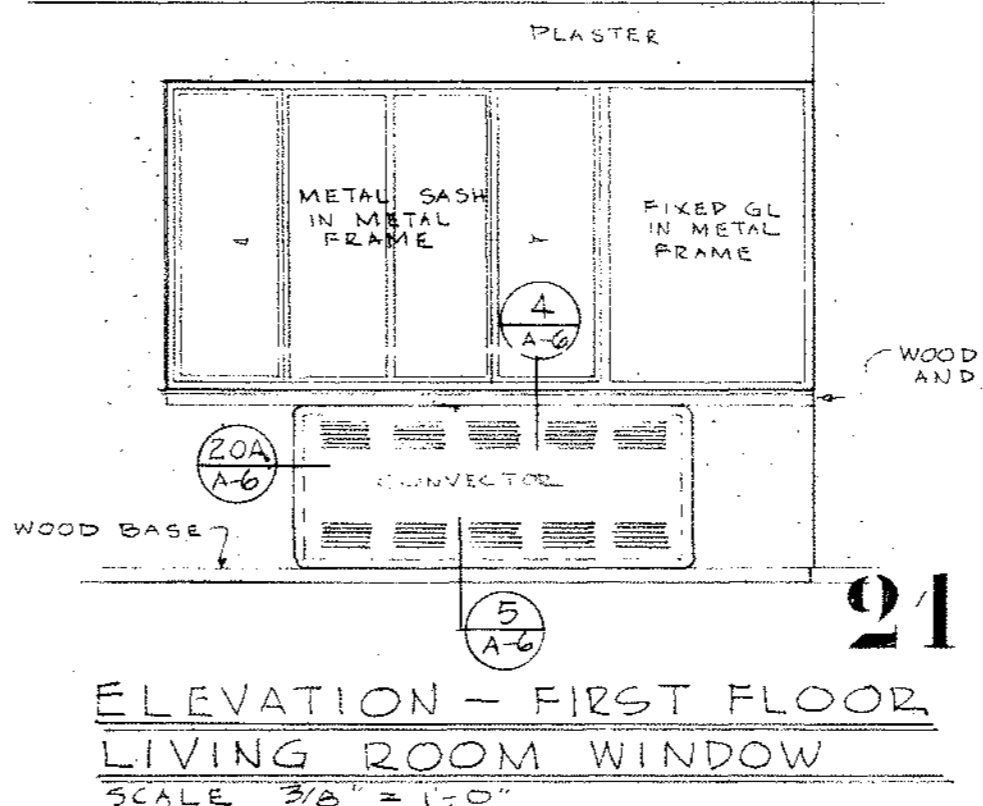 PLASTER
METAL SASH
IN METAL
FRAME
FIXED GL
IN METAL
FRAME
4
A-6
WOOD
AND
20A
A-6
CONVECTOR
WOOD BASE
5
A-6
21
ELEVATION - FIRST FLOOR
LIVING ROOM WINDOW
SCALE 3/8" = 1'-0"